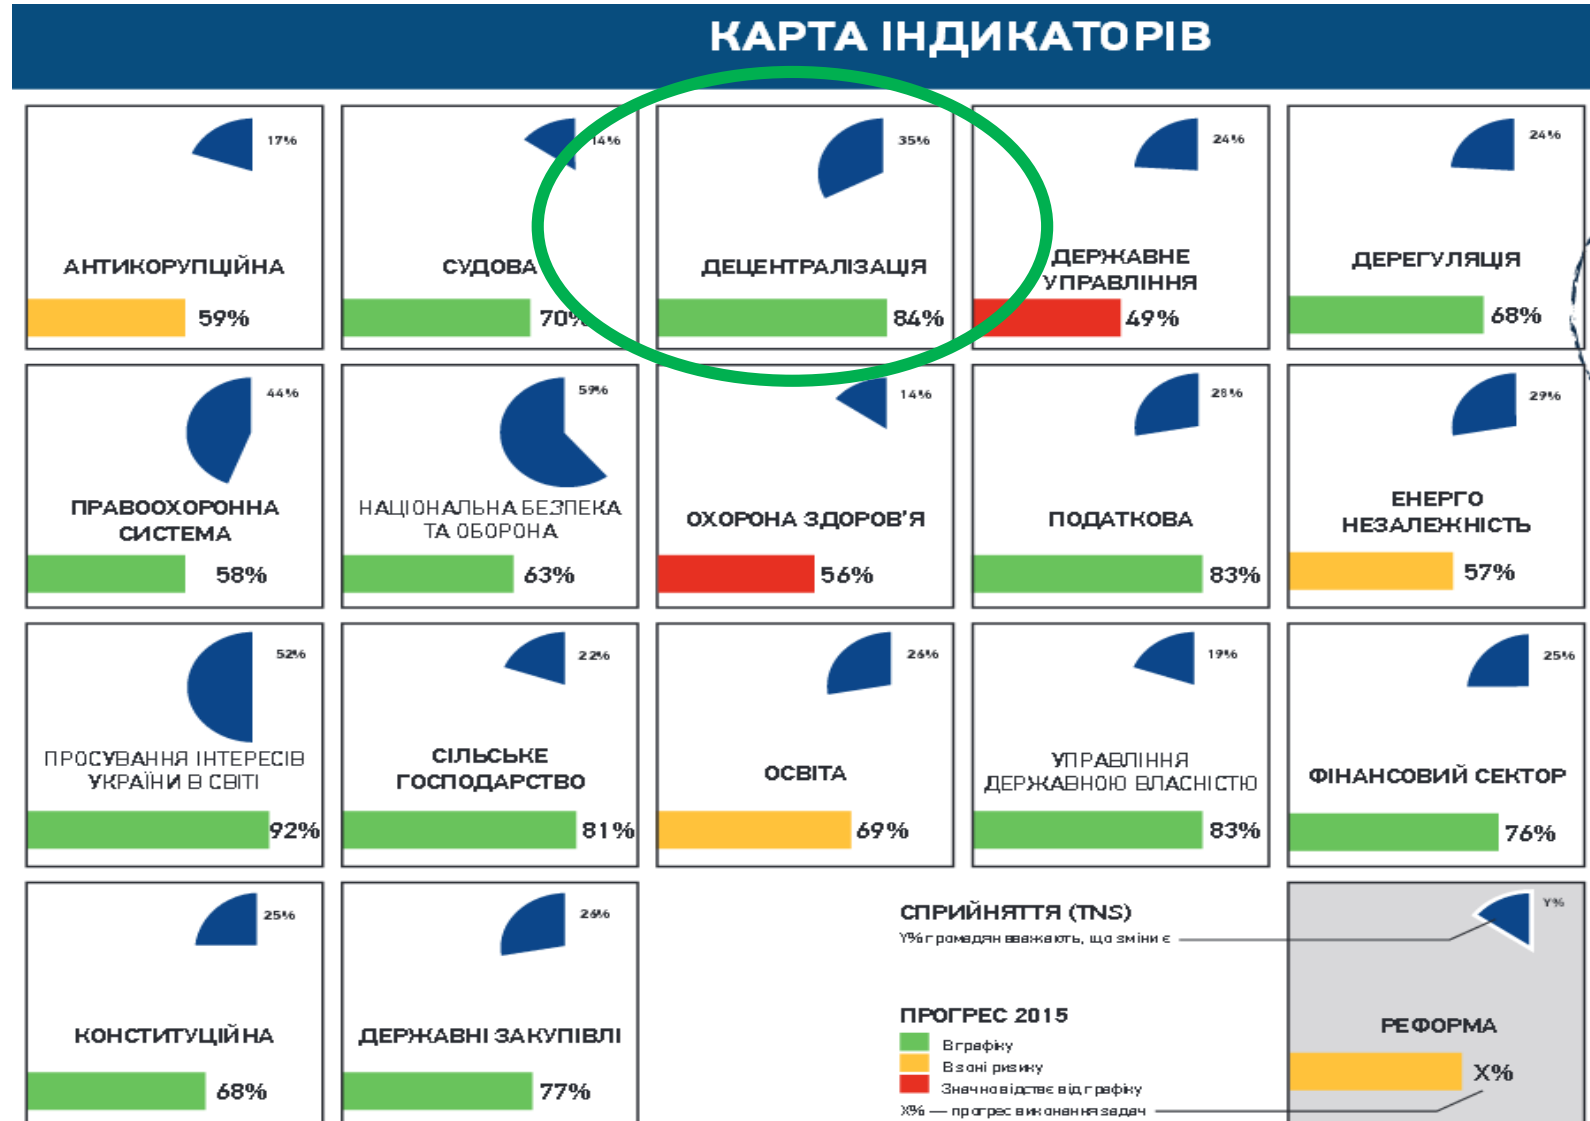 КАРТА ІНДИКАТОРІВ
17%
АНТИКОРУПЦІЙНА
59%
14%
СУДОВА
70%
35%
ДЕЦЕНТРАЛІЗАЦІЯ
84%
24%
ДЕРЖАВНЕ
УПРАВЛІННЯ
49%
24%
ДЕРЕГУЛЯЦІЯ
68%
44%
ПРАВООХОРОННА
СИСТЕМА
58%
59%
НАЦІОНАЛЬНА БЕЗПЕКА
ТА ОБОРОНА
63%
14%
ОХОРОНА ЗДОРОВ'Я
56%
28%
ПОДАТКОВА
83%
29%
ЕНЕРГО
НЕЗАЛЕЖНІСТЬ
57%
52%
ПРОСУВАННЯ ІНТЕРЕСІВ
УКРАЇНИ В СВІТІ
92%
22%
СІЛЬСЬКЕ
ГОСПОДАРСТВО
81%
26%
ОСВІТА
69%
19%
УПРАВЛІННЯ
ДЕРЖАВНОЮ ВЛАСНІСТЮ
83%
25%
ФІНАНСОВИЙ СЕКТОР
76%
25%
КОНСТИТУЦІЙНА
68%
26%
ДЕРЖАВНІ ЗАКУПІВЛІ
77%
СПРИЙНЯТТЯ (TNS)
Y% громадян вважають, що зміни є
ПРОГРЕС 2015
В графіку
В зоні ризику
Значно відстає від графіку
X% — прогрес виконання задач
Y%
РЕФОРМА
X%